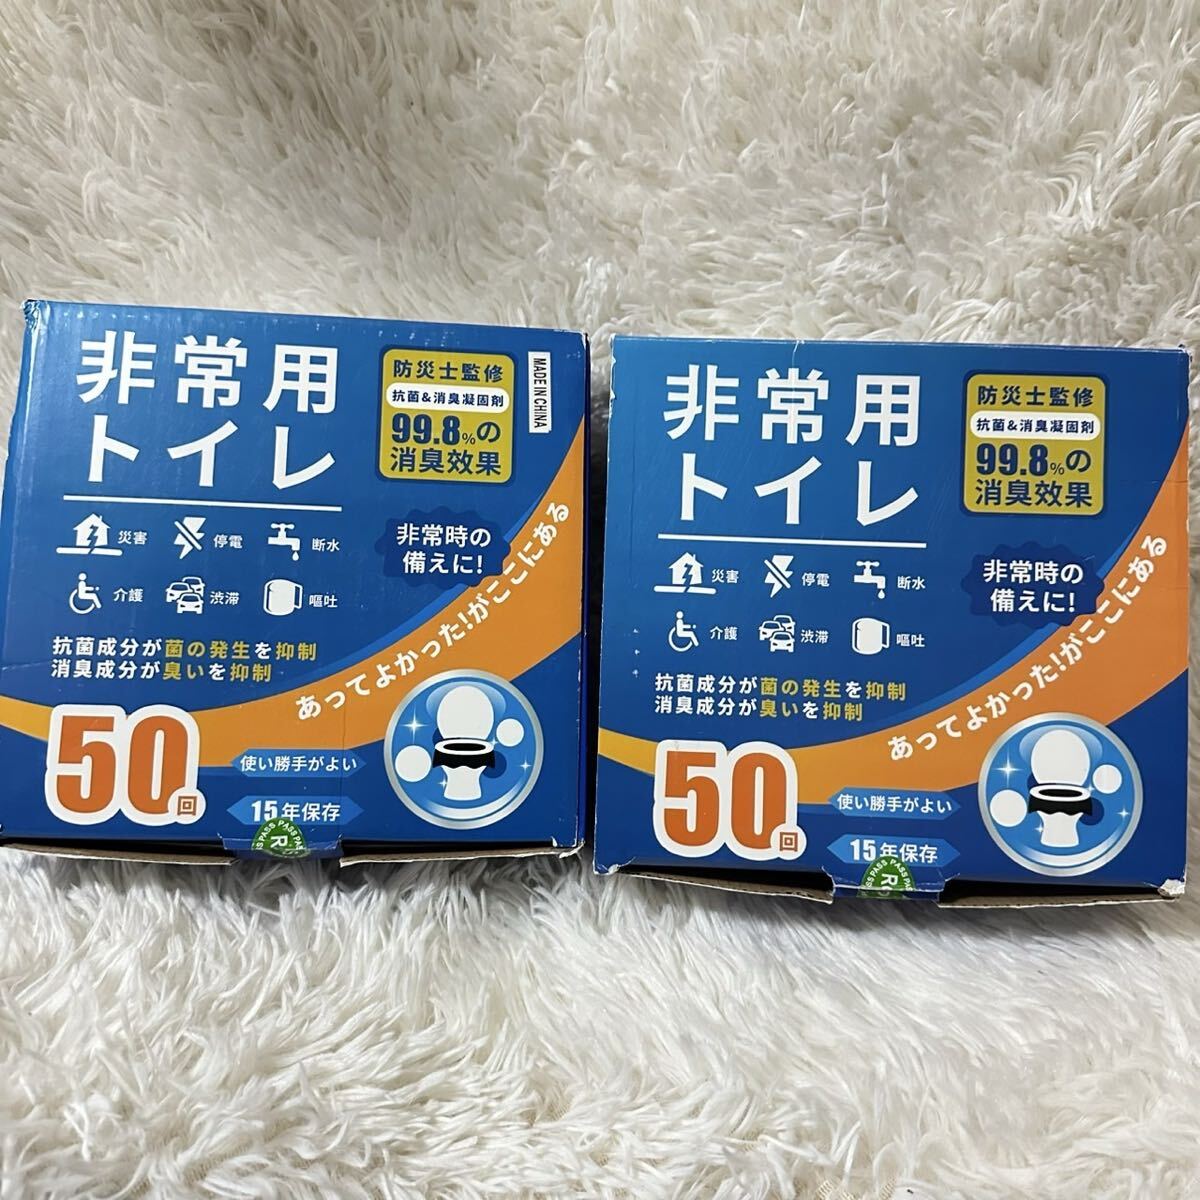 非常用
トイレ
防災士監修
抗菌&消臭凝固剤
99.8%の
消臭効果
MADE IN CHINA
災害
停電
断水
介護
渋滞
嘔吐
非常時の
備えに!
抗菌成分が菌の発生を抑制
消臭成分が臭いを抑制
あってよかった!がここにある
50回
使い勝手がよい
15年保存
PASS PASS
非常用
トイレ
防災士監修
抗菌&消臭凝固剤
99.8%の
消臭効果
災害
停電
断水
介護
渋滞
嘔吐
非常時の
備えに!
抗菌成分が菌の発生を抑制
消臭成分が臭いを抑制
あってよかった!がここにある
50回
使い勝手がよい
15年保存
PASS PASS